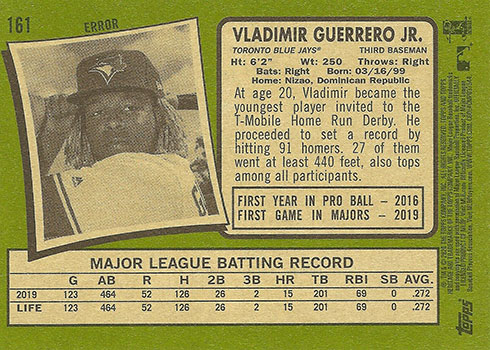 161
ERROR
VLADIMIR GUERRERO JR.
TORONTO BLUE JAYS® THIRD BASEMAN
Ht: 6'2" Wt: 250 Throws: Right
Bats: Right Born: 03/16/99
Home: Nizao, Dominican Republic
At age 20, Vladimir became the
youngest player invited to the
T-Mobile Home Run Derby. He
proceeded to set a record by
hitting 91 homers. 27 of them
went at least 440 feet, also tops
among all participants.
FIRST YEAR IN PRO BALL – 2016
FIRST GAME IN MAJORS – 2019
MAJOR LEAGUE BATTING RECORD
G AB R H 2B 3B HR TB RBI SB AVG.
2019 123 464 52 126 26 2 15 201 69 0 .272
LIFE 123 464 52 126 26 2 15 201 69 0 .272
topps